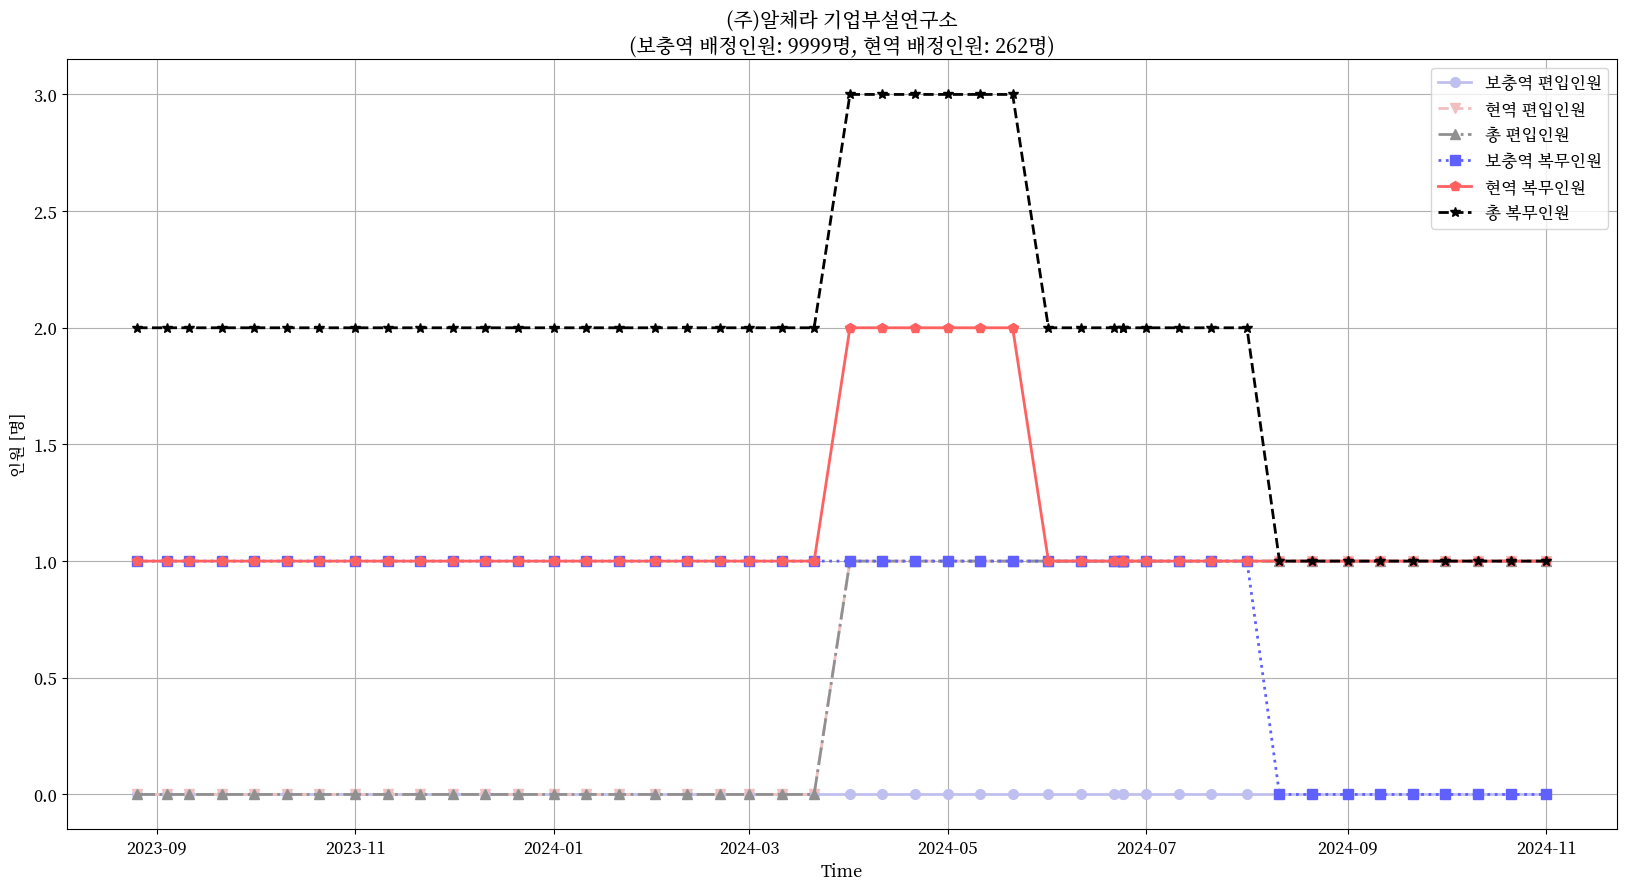 (주)알체라 기업부설연구소
(보충역 배정인원: 9999명, 현역 배정인원: 262명)
보충역 편입인원
현역 편입인원
총 편입인원
보충역 복무인원
현역 복무인원
총 복무인원
인원 [명]
3.0
2.5
2.0
1.5
1.0
0.5
0.0
2023-09
2023-11
2024-01
2024-03
2024-05
2024-07
2024-09
2024-11
Time